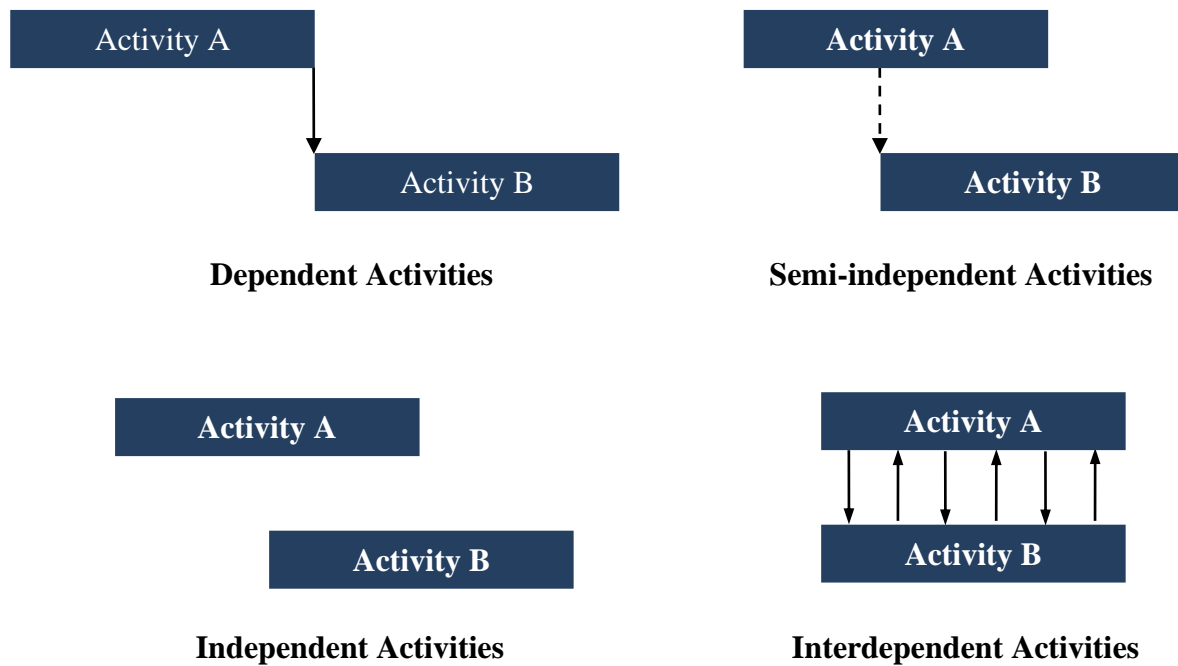 Activity A
Activity B
Dependent Activities
Activity A
Activity B
Semi-independent Activities
Activity A
Activity B
Independent Activities
Activity A
Activity B
Interdependent Activities